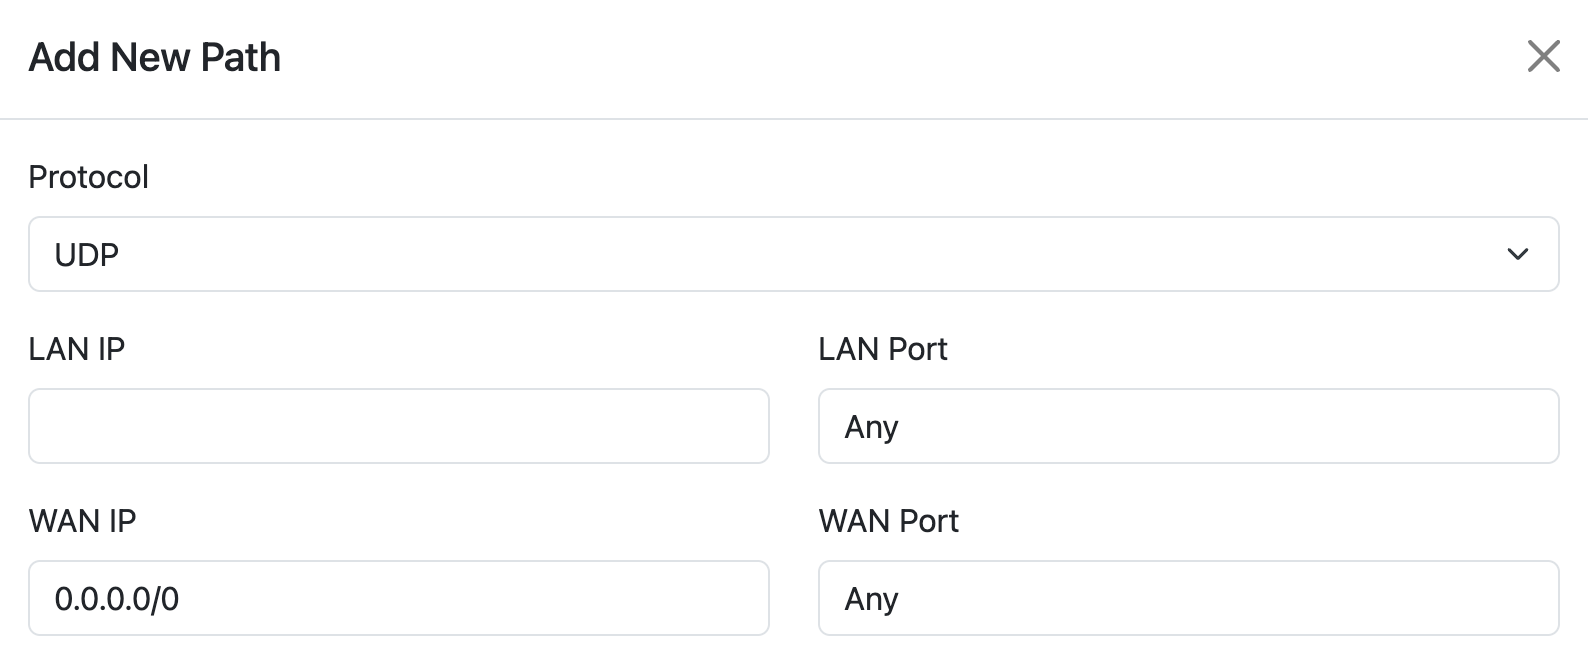 Add New Path
Protocol
UDP
LAN IP
LAN Port
Any
WAN IP
WAN Port
0.0.0.0/0
Any